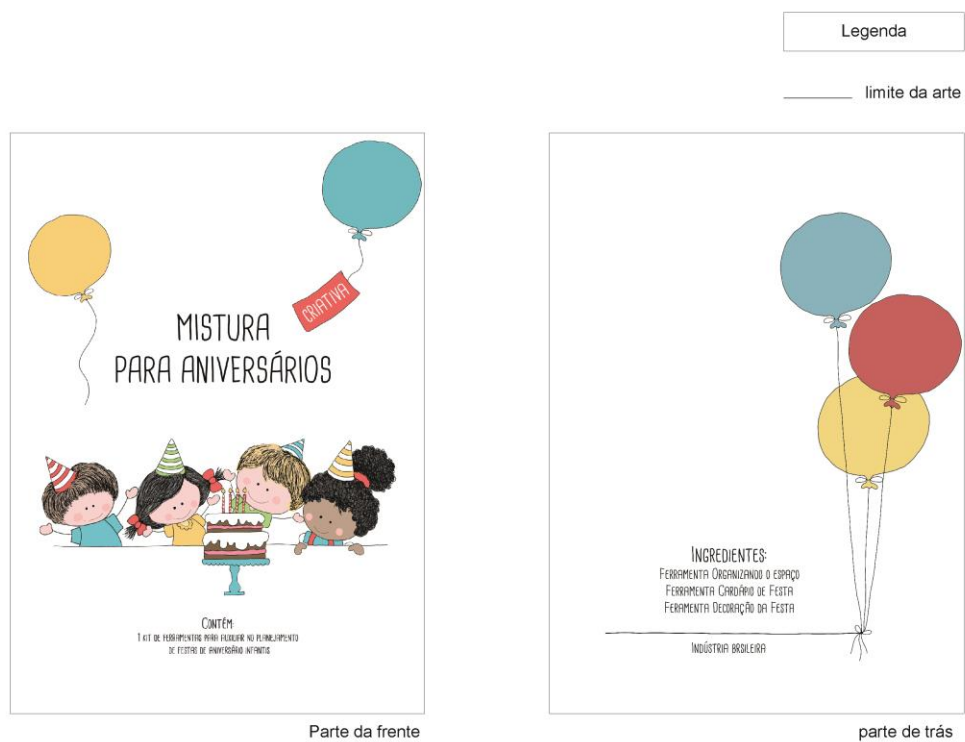 Legenda
limite da arte
CRIATIVA
MISTURA
PARA ANIVERSÁRIOS
CONTÉM:
1 KIT DE FERRAMENTAS PARA AUXILIAR NO PLANEJAMENTO
DE FESTAS DE ANIVERSÁRIO INFANTIS
Parte da frente
INGREDIENTES:
FERRAMENTA ORGANIZANDO O ESPAÇO
FERRAMENTA CARDÁPIO DE FESTA
FERAMENTA DECORAÇÃO DA FESTA
INDÚSTRIA BRSILEIRA
parte de trás